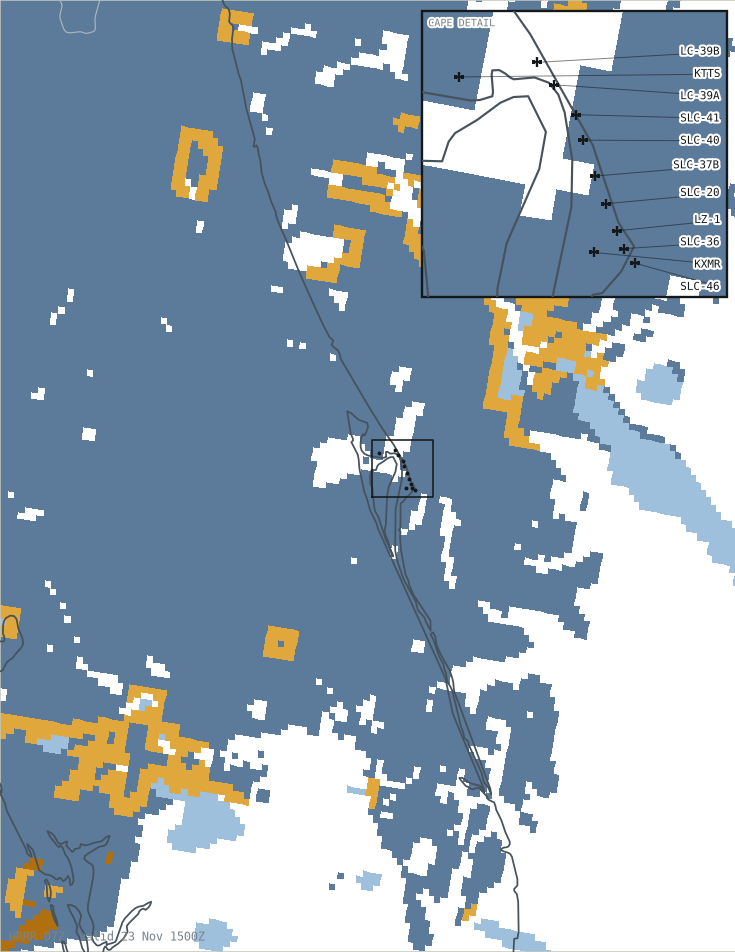 CAPE DETAIL
LC-39B
KTTS
LC-39A
SLC-41
SLC-40
SLC-37B
SLC-20
LZ-1
SLC-36
KXMR
SLC-46
23 Nov 1500Z